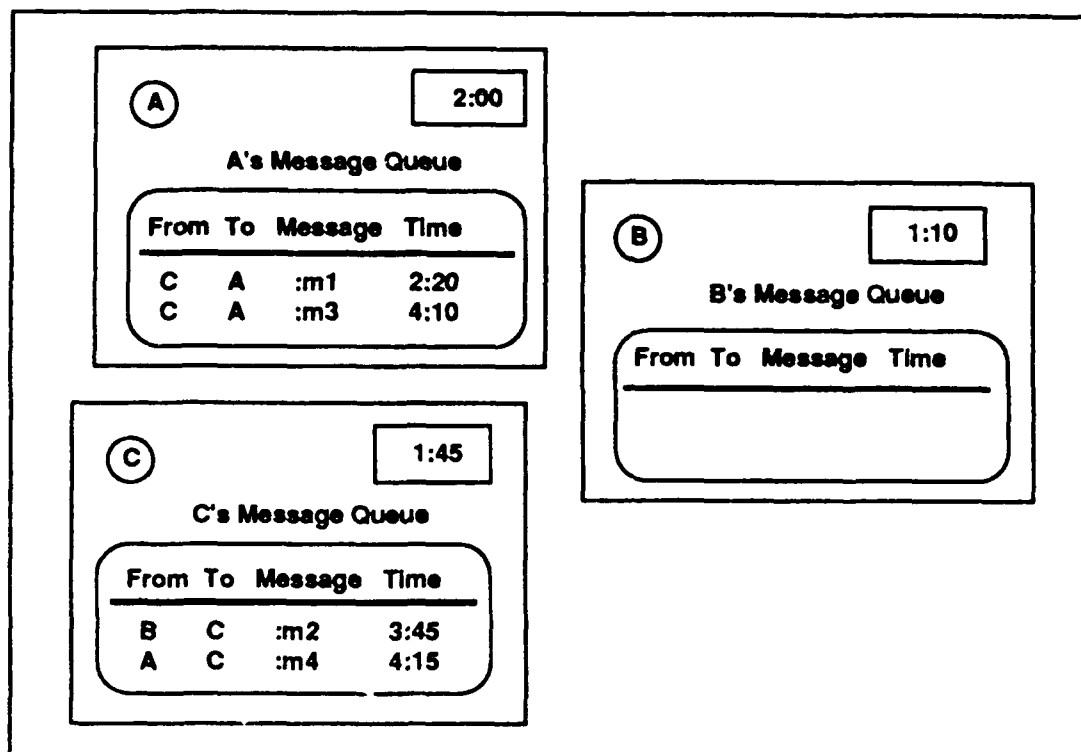 A 2:00
A's Message Queue
From To Message Time
C A :m1 2:20
C A :m3 4:10
B 1:10
B's Message Queue
From To Message Time
C 1:45
C's Message Queue
From To Message Time
B C :m2 3:45
A C :m4 4:15